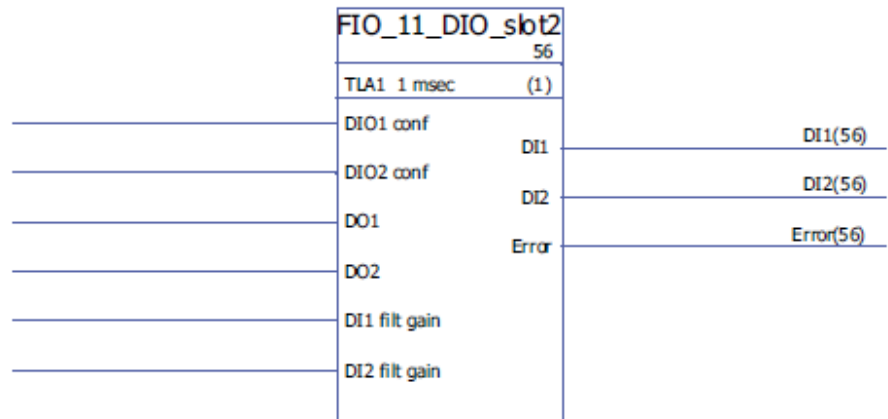 FIO_11_DIO_slot2
56
TLA1 1 msec (1)
DIO1 conf
DI1
DI1(56)
DIO2 conf
DI2
DI2(56)
DO1
Error
Error(56)
DO2
DI1 filt gain
DI2 filt gain